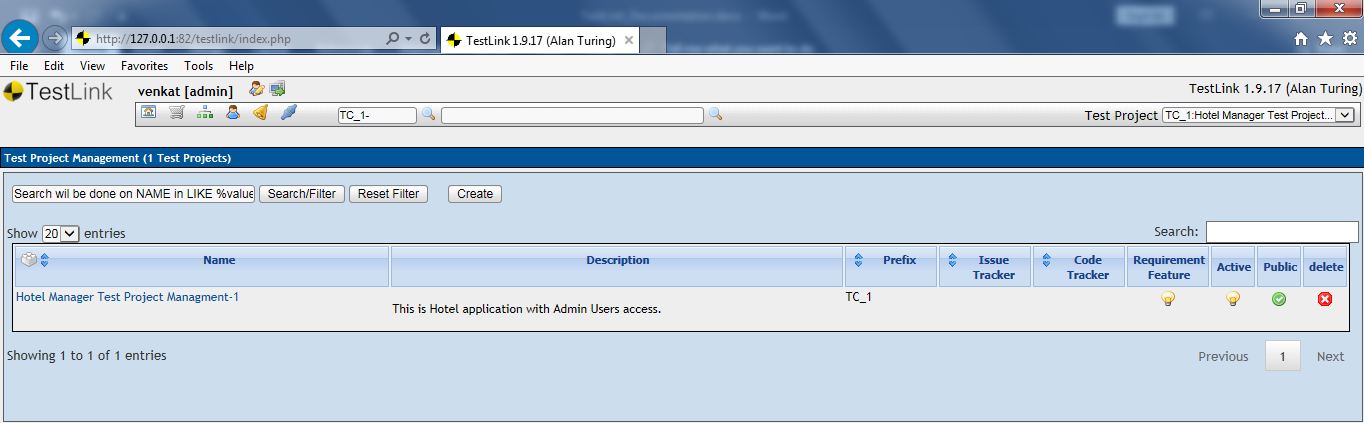 http://127.0.0.1:82/testlink/index.php
TestLink 1.9.17 (Alan Turing)
File Edit View Favorites Tools Help
TestLink venkat [admin] TestLink 1.9.17 (Alan Turing)
TC_1- Test Project TC_1:Hotel Manager Test Project...
Test Project Management (1 Test Projects)
Search wil be done on NAME in LIKE %value Search/Filter Reset Filter Create
Show 20 entries Search:
Name Description Prefix Issue Tracker Code Tracker Requirement Feature Active Public delete
Hotel Manager Test Project Managment-1 TC_1
This is Hotel application with Admin Users access.
Showing 1 to 1 of 1 entries Previous 1 Next